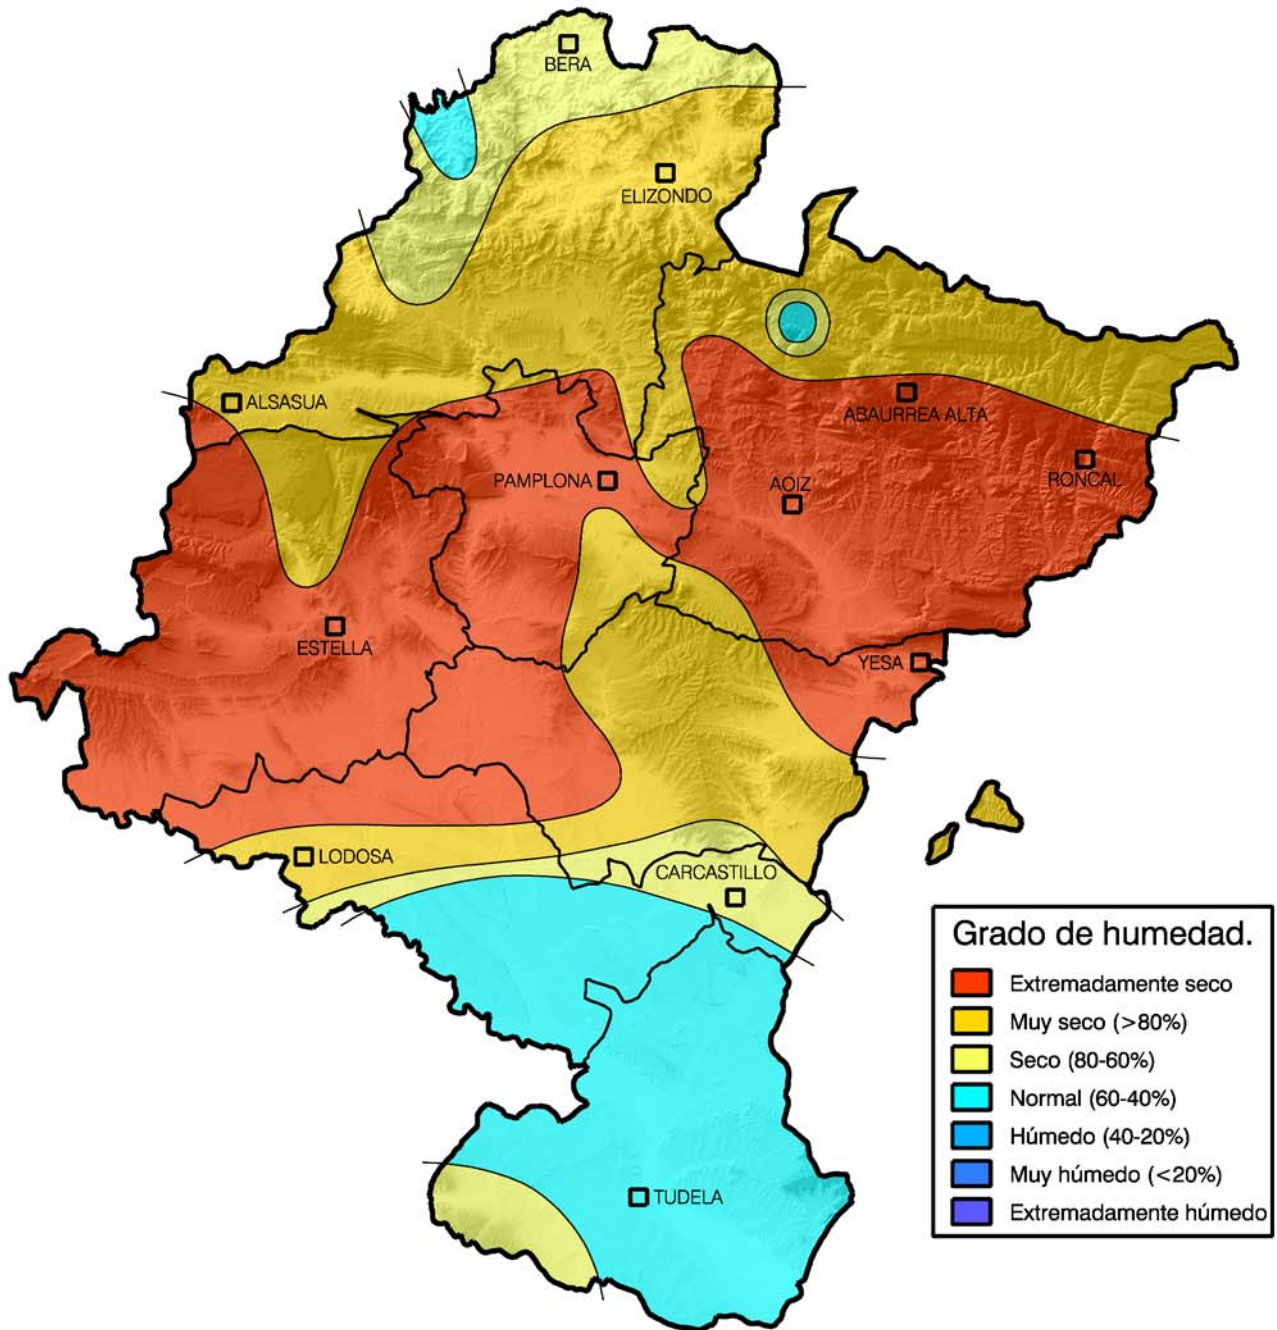 BERA
ELIZONDO
ALSASUA
ABAURREA ALTA
PAMPLONA
AOIZ
RONCAL
ESTELLA
YESA
LODOSA
CARCASTILLO
TUDELA
Grado de humedad.
Extremadamente seco
Muy seco (>80%)
Seco (80-60%)
Normal (60-40%)
Húmedo (40-20%)
Muy húmedo (<20%)
Extremadamente húmedo